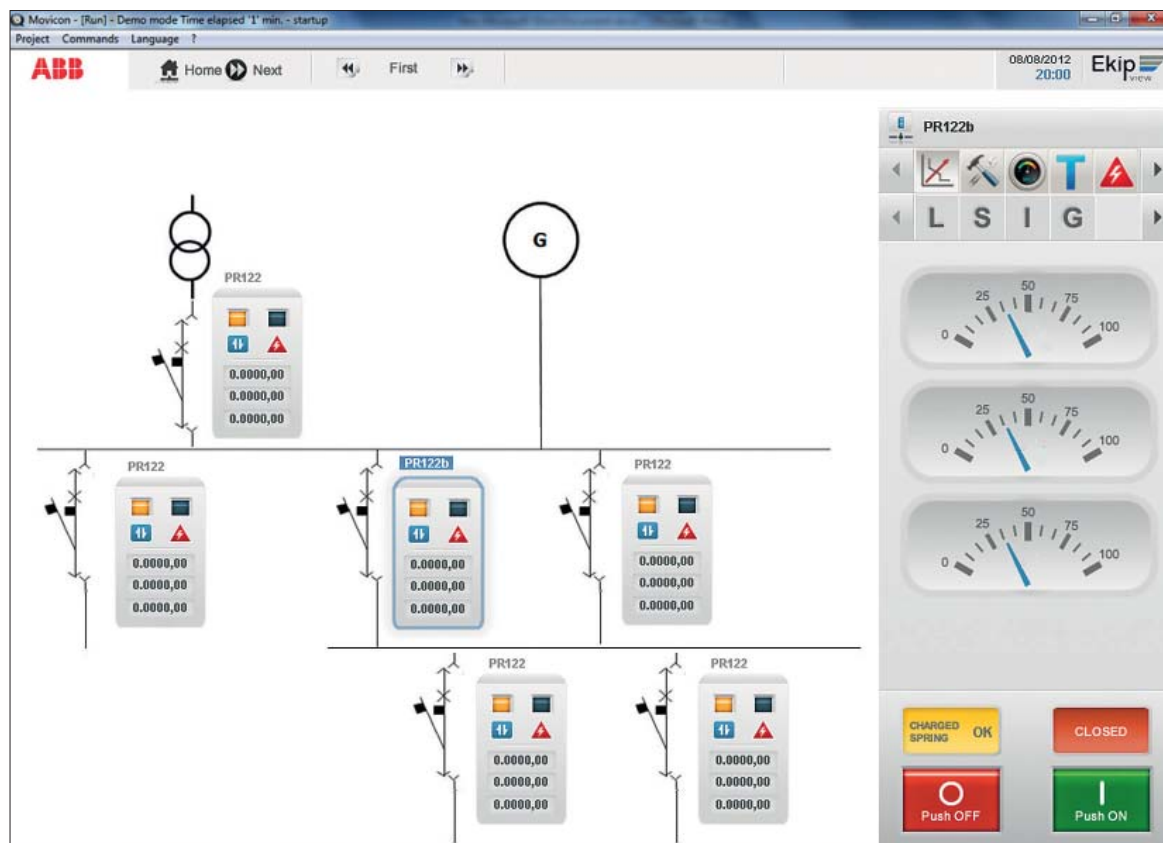 Movicon - [Run] - Demo mode Time elapsed '1' min. - startup
Project Commands Language ?
ABB Home Next First 08/08/2012 20:00 Ekip view
PR122b
T
L S I G
0 25 50 75 100
0 25 50 75 100
0 25 50 75 100
CHARGED SPRING OK CLOSED
O Push OFF I Push ON
G
PR122
0.0000,00
0.0000,00
0.0000,00
PR122
0.0000,00
0.0000,00
0.0000,00
PR122b
0.0000,00
0.0000,00
0.0000,00
PR122
0.0000,00
0.0000,00
0.0000,00
PR122
0.0000,00
0.0000,00
0.0000,00
PR122
0.0000,00
0.0000,00
0.0000,00